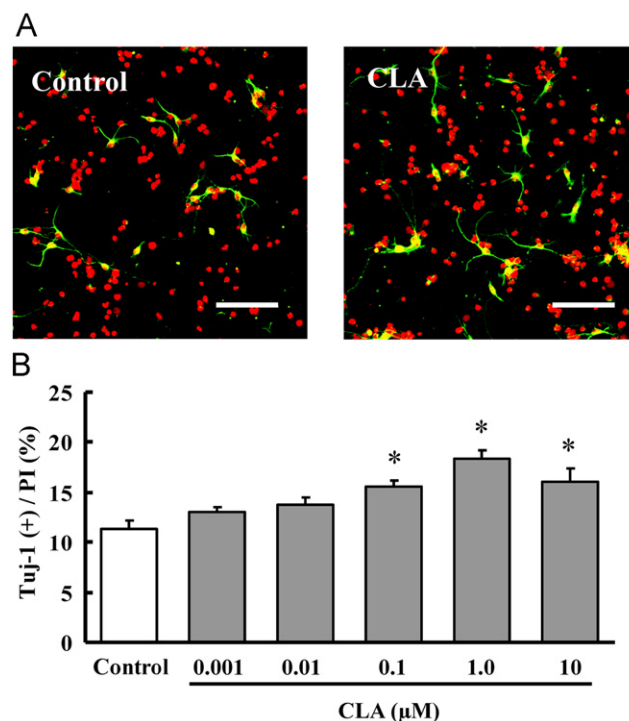 A
Control
CLA
B
Tuj-1 (+) / PI (%)
25
20
15
10
5
0
* * *
Control 0.001 0.01 0.1 1.0 10
CLA (µM)